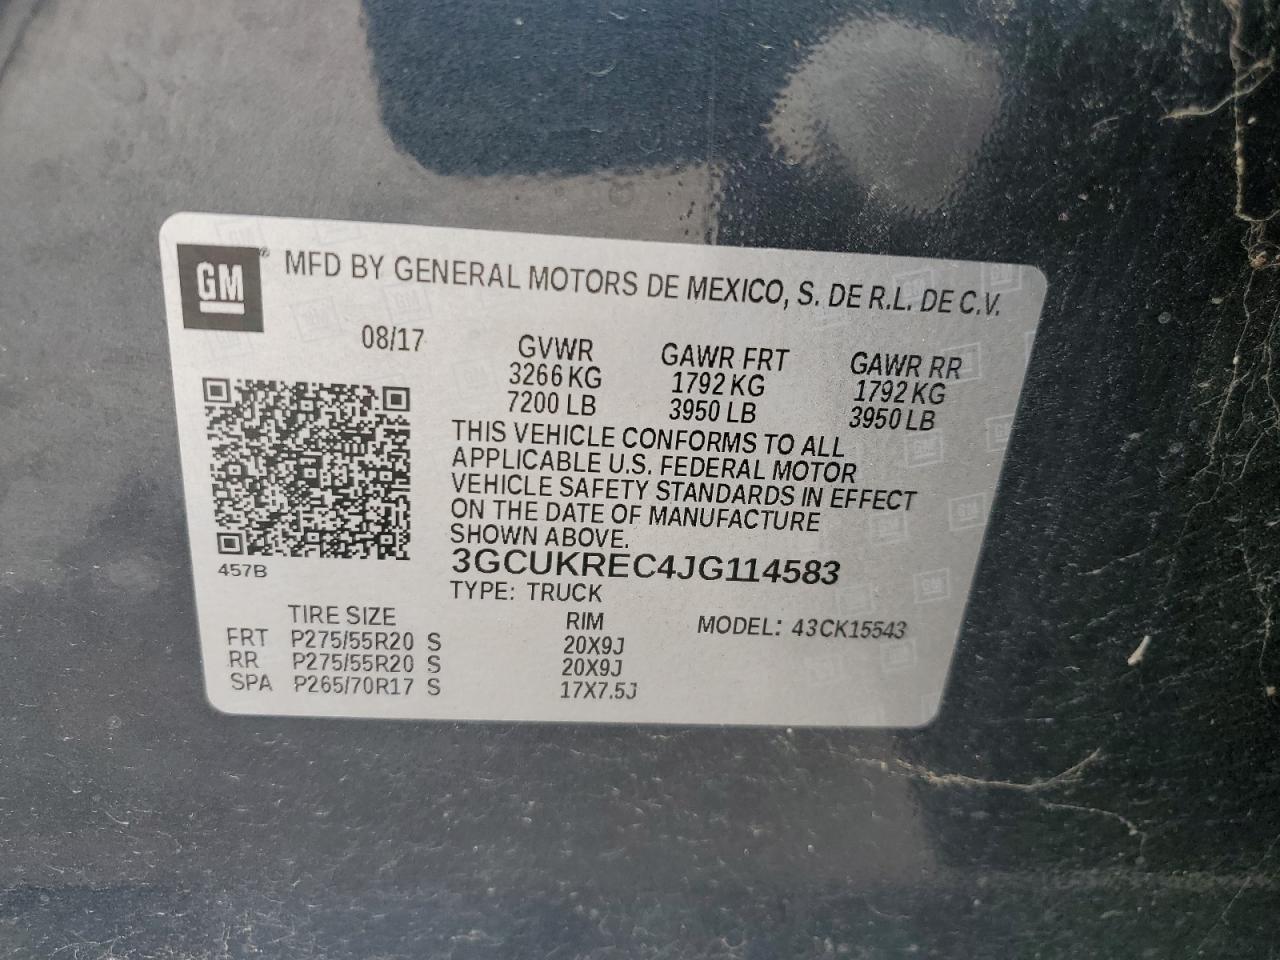 GM ® MFD BY GENERAL MOTORS DE MEXICO, S. DE R.L. DE C.V.
08/17
GVWR GAWR FRT GAWR RR
3266 KG 1792 KG 1792 KG
7200 LB 3950 LB 3950 LB
THIS VEHICLE CONFORMS TO ALL
APPLICABLE U.S. FEDERAL MOTOR
VEHICLE SAFETY STANDARDS IN EFFECT
ON THE DATE OF MANUFACTURE
SHOWN ABOVE.
3GCUKREC4JG114583
457B
TYPE: TRUCK
TIRE SIZE RIM MODEL: 43CK15543
FRT P275/55R20 S 20X9J
RR P275/55R20 S 20X9J
SPA P265/70R17 S 17X7.5J